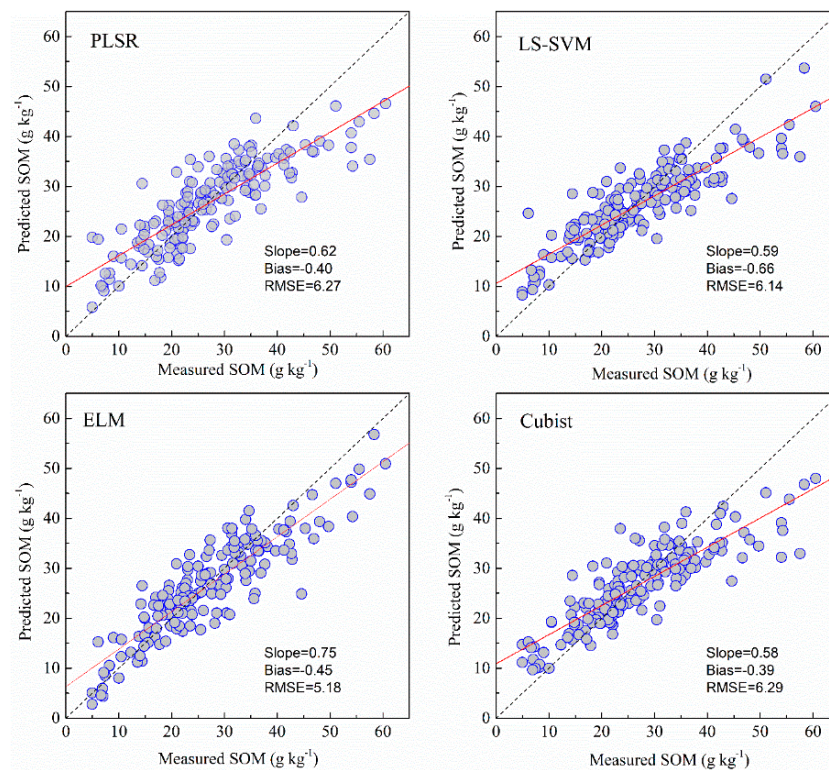 PLSR
Predicted SOM (g kg⁻¹)
60
50
40
30
20
10
0
Slope=0.62
Bias=-0.40
RMSE=6.27
0 10 20 30 40 50 60
Measured SOM (g kg⁻¹)
LS-SVM
Predicted SOM (g kg⁻¹)
60
50
40
30
20
10
0
Slope=0.59
Bias=-0.66
RMSE=6.14
0 10 20 30 40 50 60
Measured SOM (g kg⁻¹)
ELM
Predicted SOM (g kg⁻¹)
60
50
40
30
20
10
0
Slope=0.75
Bias=-0.45
RMSE=5.18
0 10 20 30 40 50 60
Measured SOM (g kg⁻¹)
Cubist
Predicted SOM (g kg⁻¹)
60
50
40
30
20
10
0
Slope=0.58
Bias=-0.39
RMSE=6.29
0 10 20 30 40 50 60
Measured SOM (g kg⁻¹)